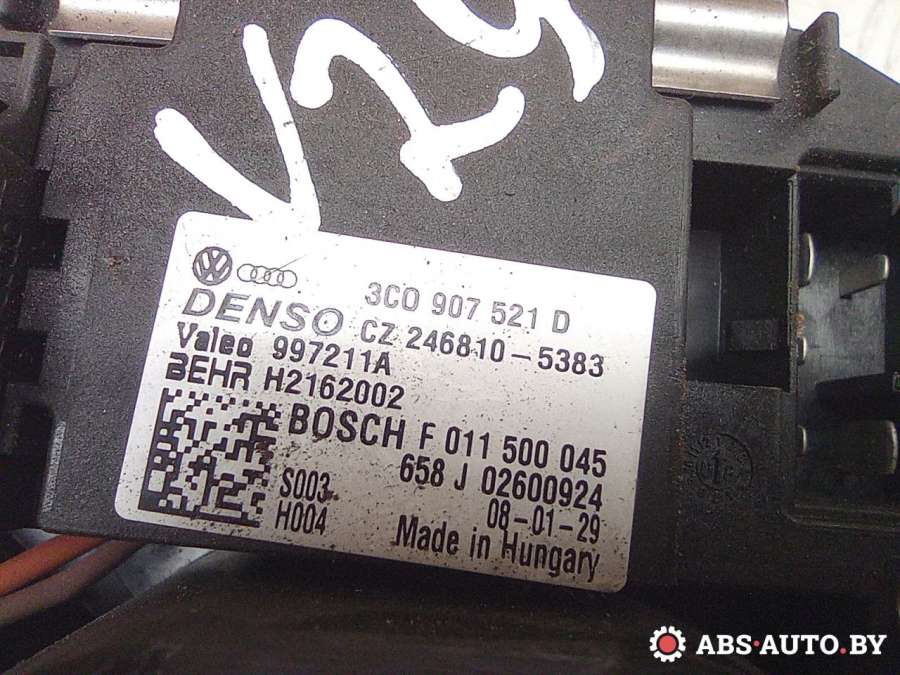 3C0 907 521 D
DENSO CZ 246810-5383
Valeo 997211A
BEHR H2162002
BOSCH F 011 500 045
658 J 02600924
S003
H004
08-01-29
Made in Hungary
ABS-AUTO.BY